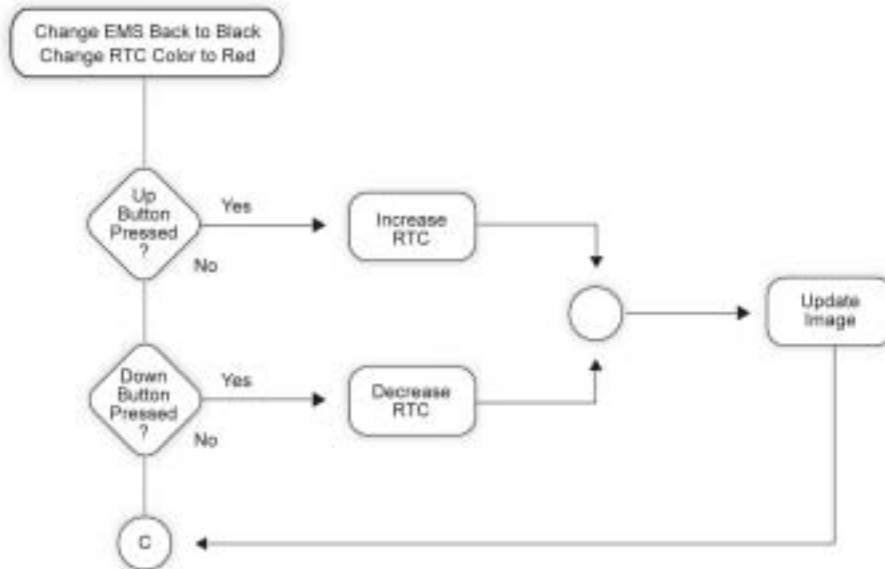 Change EMS Back to Black
Change RTC Color to Red
Up
Button
Pressed
?
Yes
No
Increase
RTC
Update
Image
Down
Button
Pressed
?
Yes
No
Decrease
RTC
C